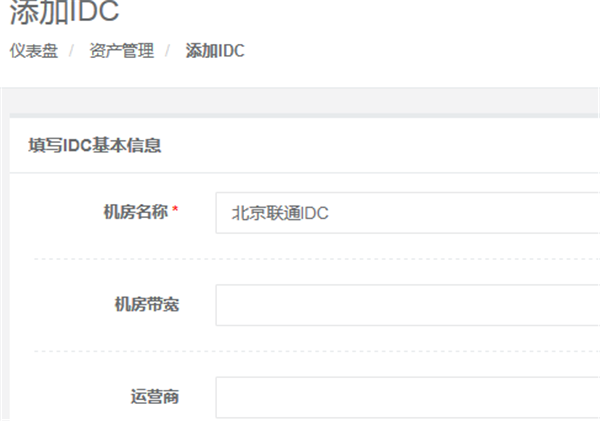 添加IDC
仪表盘 / 资产管理 / 添加IDC
填写IDC基本信息
机房名称 * 北京联通IDC
机房带宽
运营商